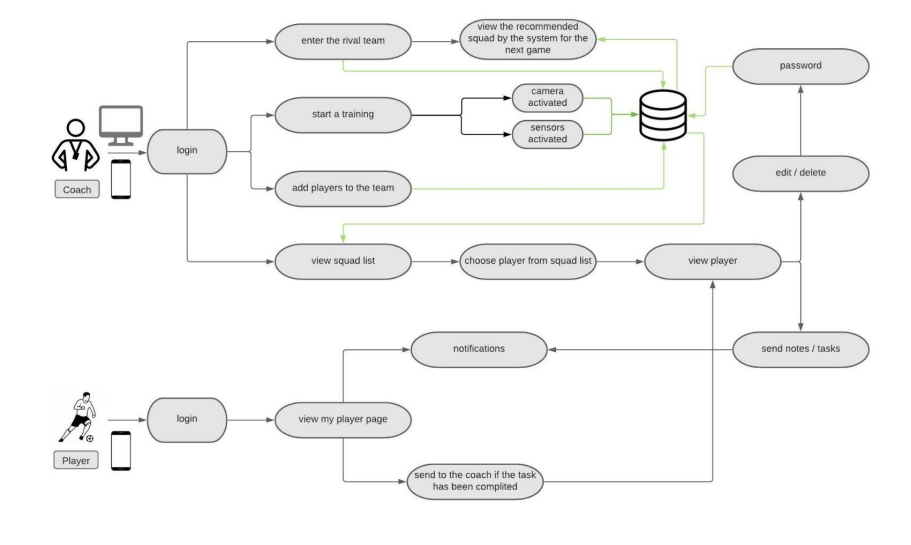 enter the rival team
view the recommended
squad by the system for the
next game
password
camera
activated
start a training
sensors
activated
login
Coach
add players to the team
edit / delete
view squad list
choose player from squad list
view player
notifications
send notes / tasks
login
view my player page
Player
send to the coach if the task
has been complited